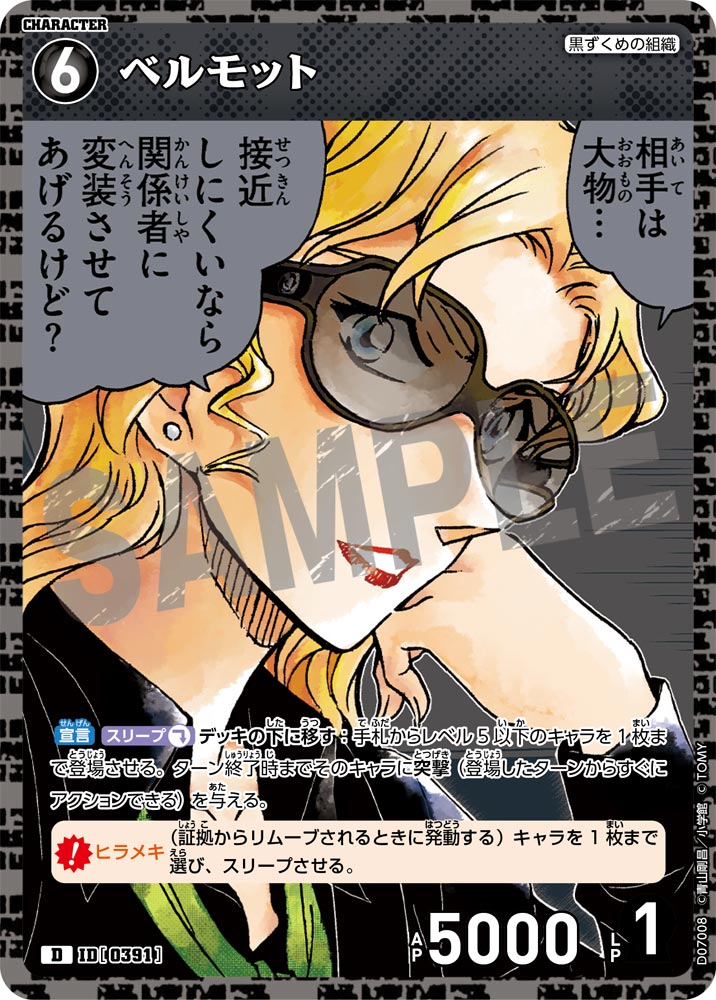 CHARACTER
6
ベルモット
黒ずくめの組織
相手は
大物…
接近
しにくいなら
関係者に
変装させて
あげるけど?
SAMPLE
宣言 スリープ デッキの下に移す:手札からレベル5以下のキャラを1枚ま
で登場させる。ターン終了時までそのキャラに突撃(登場したターンからすぐに
アクションできる)を与える。
ヒラメキ (証拠からリムーブされるときに発動する)キャラを1枚まで
選び、スリープさせる。
AP 5000 LP 1
D ID[0391]
D07008 ©青山剛昌/小学館 ©TOMY